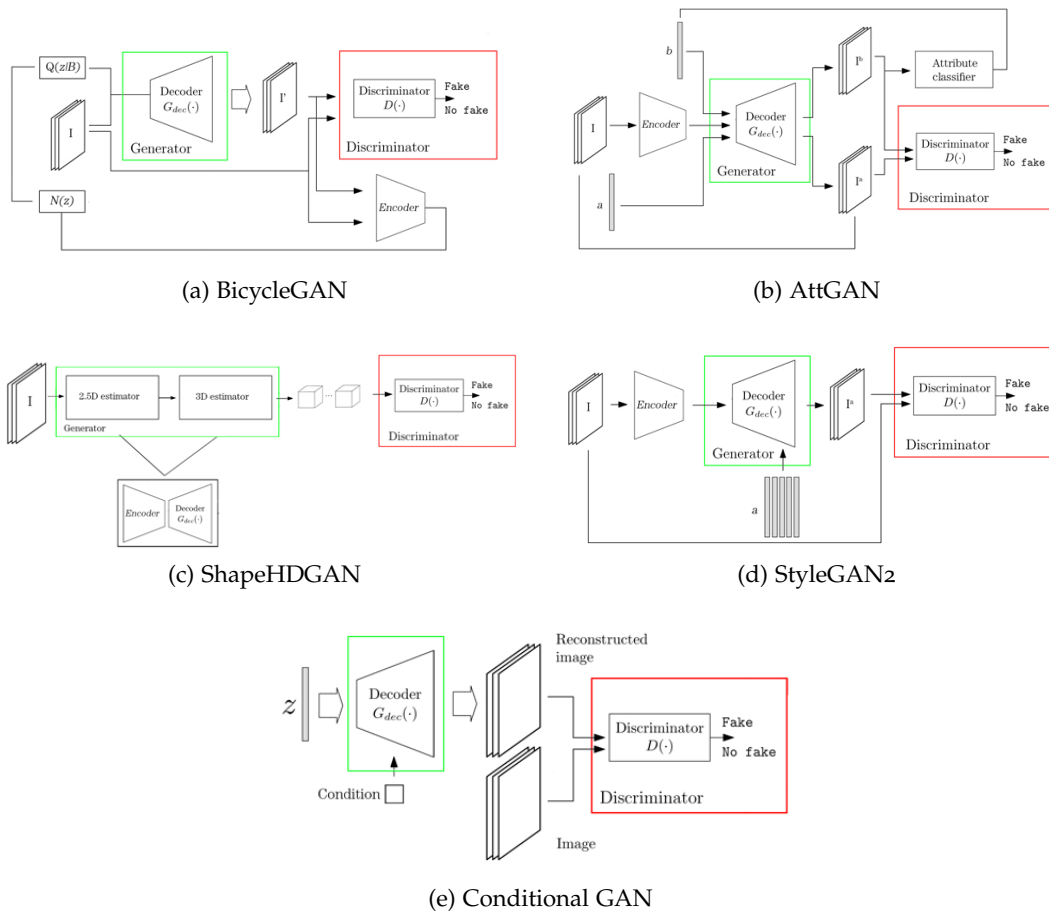 Q(z|B)
I
N(z)
Decoder
G_dec(·)
Generator
I'
Discriminator
D(·)
Fake
No fake
Discriminator
Encoder
(a) BicycleGAN
b
I
Encoder
a
Decoder
G_dec(·)
Generator
I^b
I^a
Attribute
classifier
Discriminator
D(·)
Fake
No fake
Discriminator
(b) AttGAN
I
2.5D estimator
3D estimator
Generator
...
Discriminator
D(·)
Fake
No fake
Discriminator
Encoder
Decoder
G_dec(·)
(c) ShapeHDGAN
I
Encoder
Decoder
G_dec(·)
Generator
a
I^a
Discriminator
D(·)
Fake
No fake
Discriminator
(d) StyleGAN2
z
Decoder
G_dec(·)
Condition
Reconstructed
image
Image
Discriminator
D(·)
Fake
No fake
Discriminator
(e) Conditional GAN